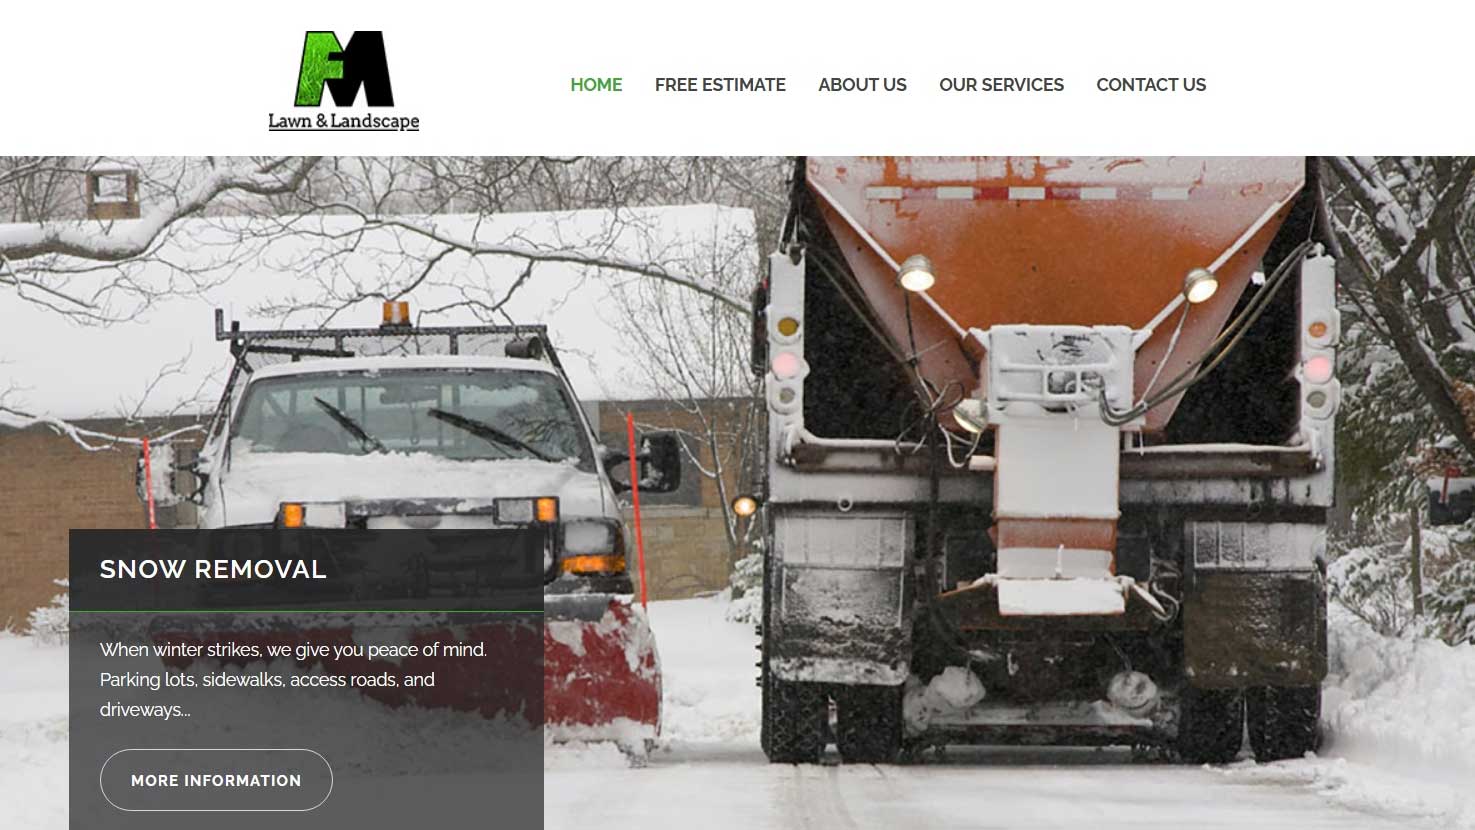 FM
Lawn & Landscape
HOME FREE ESTIMATE ABOUT US OUR SERVICES CONTACT US
SNOW REMOVAL
When winter strikes, we give you peace of mind.
Parking lots, sidewalks, access roads, and
driveways...
MORE INFORMATION